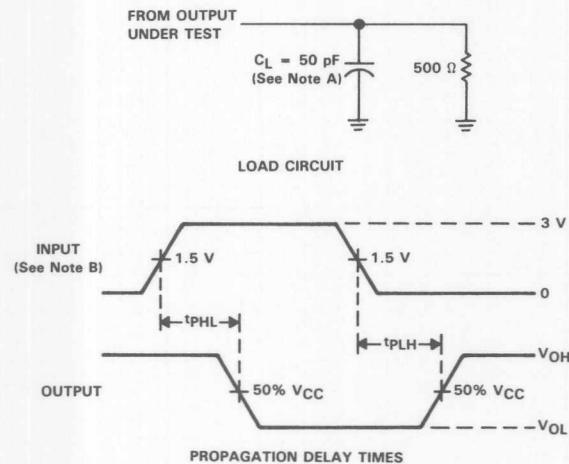 FROM OUTPUT
UNDER TEST
CL = 50 pF
(See Note A)
500 Ω
LOAD CIRCUIT
3 V
INPUT
(See Note B)
1.5 V
1.5 V
0
tPHL
tPLH
VOH
OUTPUT
50% VCC
50% VCC
VOL
PROPAGATION DELAY TIMES